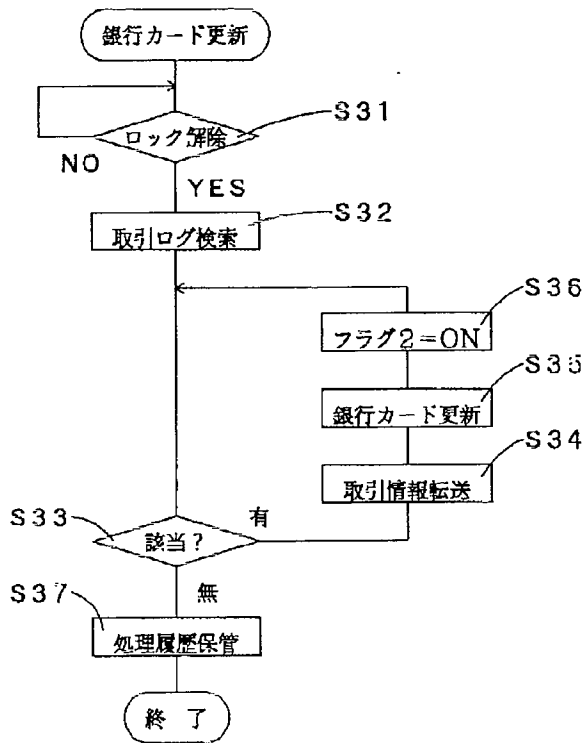 銀行カード更新
S31
ロック解除
NO
YES
S32
取引ログ検索
S36
フラグ2=ON
S35
銀行カード更新
S34
取引情報転送
S33
有
該当?
S37
無
処理履歴保管
終 了